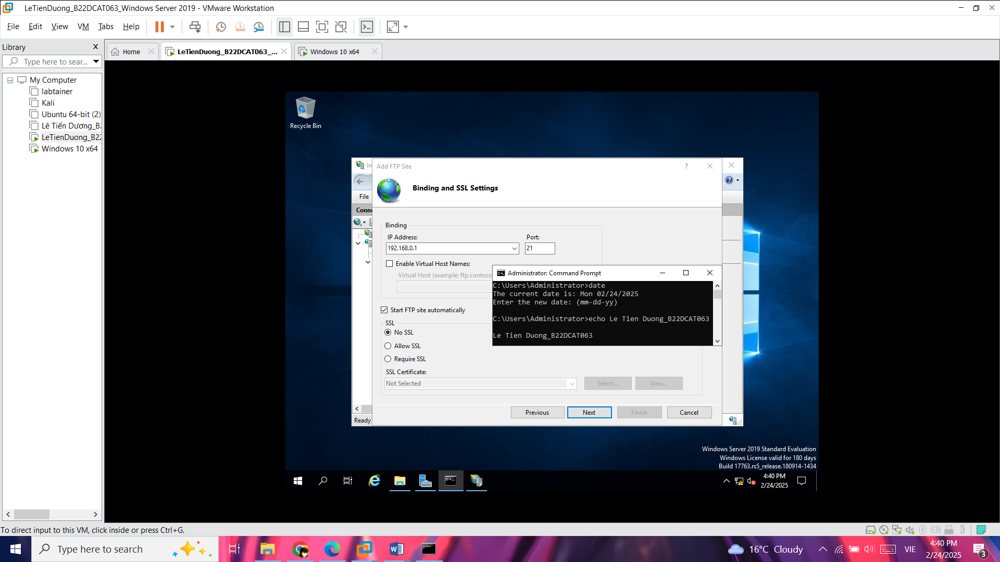 LeTienDuong_B22DCAT063_Windows Server 2019 - VMware Workstation
File Edit View VM Tabs Help
Library
Type here to sear...
Home
LeTienDuong_B22DCAT063_...
Windows 10 x64
My Computer
labtainer
Kali
Ubuntu 64-bit (2)
Lê Tiến Dương_B
LeTienDuong_B22
Windows 10 x64
Recycle Bin
In
Add FTP Site
?
Binding and SSL Settings
File
Conne
Binding
IP Address:
Port:
192.168.0.1
21
Enable Virtual Host Names:
Virtual Host (example: ftp.contoso
Start FTP site automatically
SSL
No SSL
Allow SSL
Require SSL
SSL Certificate:
Not Selected
Select...
View...
Previous
Next
Finish
Cancel
Ready
Administrator: Command Prompt
C:\Users\Administrator>date
The current date is: Mon 02/24/2025
Enter the new date: (mm-dd-yy)
C:\Users\Administrator>echo Le Tien Duong_B22DCAT063
Le Tien Duong_B22DCAT063
Windows Server 2019 Standard Evaluation
Windows License valid for 180 days
Build 17763.rs5_release.180914-1434
4:40 PM
2/24/2025
To direct input to this VM, click inside or press Ctrl+G.
Type here to search
16°C Cloudy
VIE
4:40 PM
2/24/2025
3